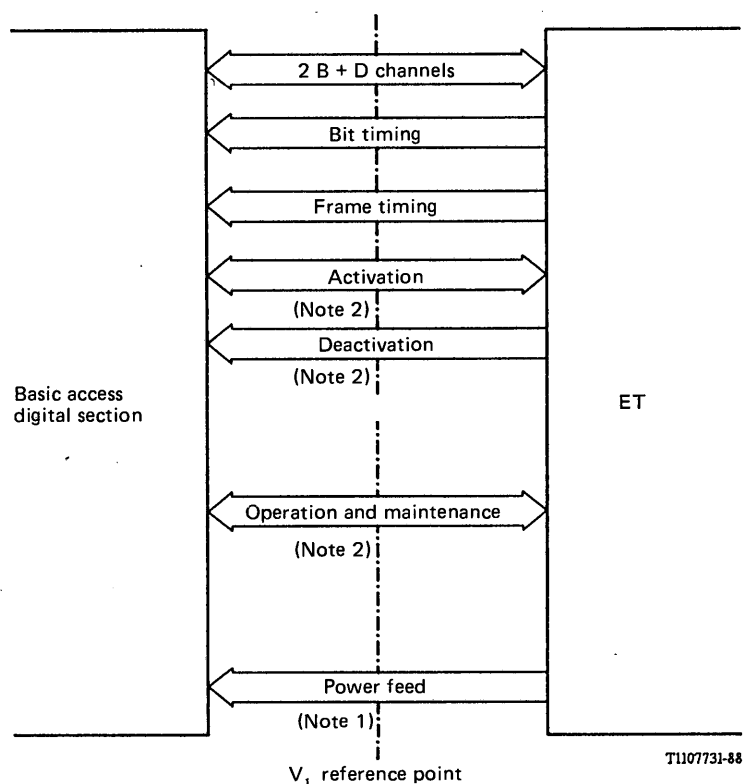 2 B + D channels
Bit timing
Frame timing
Activation
(Note 2)
Deactivation
(Note 2)
Basic access
digital section
ET
Operation and maintenance
(Note 2)
Power feed
(Note 1)
T1107731-88
V₁ reference point